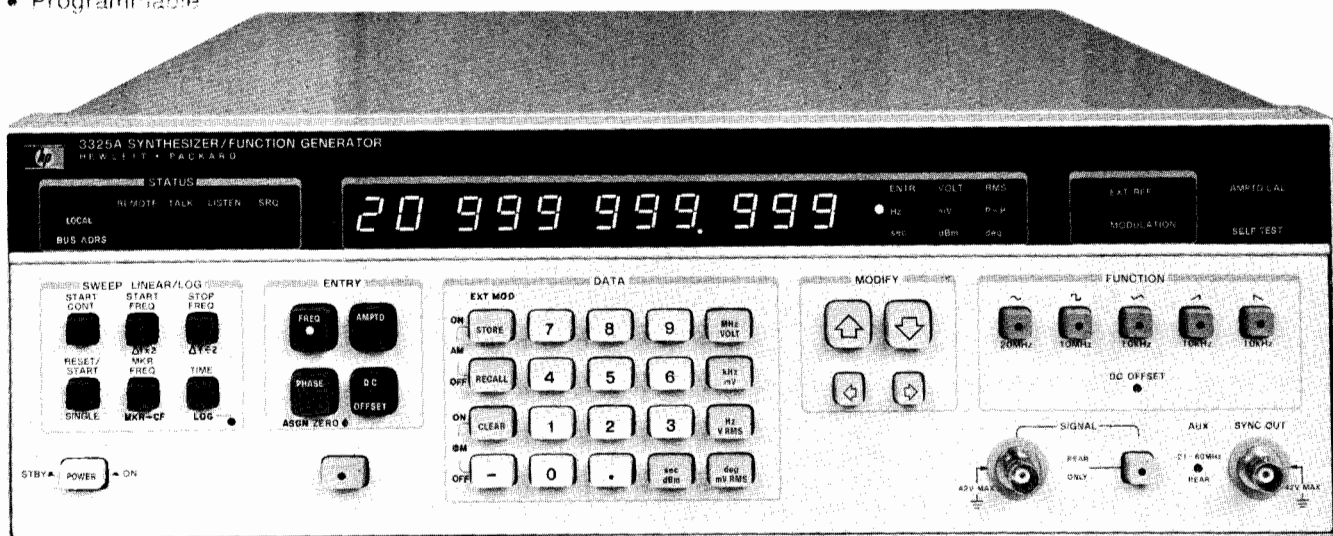 • Programmable
hp
3325A SYNTHESIZER/FUNCTION GENERATOR
HEWLETT • PACKARD
STATUS
REMOTE TALK LISTEN SRQ
LOCAL
BUS ADRS
20 999 999.999
ENTR VOLT RMS
Hz mV P-P
sec dBm deg
EXT REF
MODULATION
AMPTD CAL
SELF TEST
SWEEP LINEAR/LOG
START CONT
START FREQ
STOP FREQ
ΔF×2
ΔF÷2
RESET/START
MKR FREQ
TIME
SINGLE
MKR→CF
LOG
STBY POWER ON
ENTRY
FREQ
AMPTD
PHASE
DC OFFSET
ASGN ZERO
DATA
EXT MOD
ON STORE 7 8 9 MHz VOLT
AM
OFF RECALL 4 5 6 kHz mV
ON CLEAR 1 2 3 Hz V RMS
ΦM
OFF - 0 . sec dBm deg mV RMS
MODIFY
FUNCTION
20MHz 10MHz 10KHz 10KHz 10KHz
DC OFFSET
SIGNAL
REAR ONLY
42V MAX
AUX
21-60MHz
REAR
SYNC OUT
42V MAX